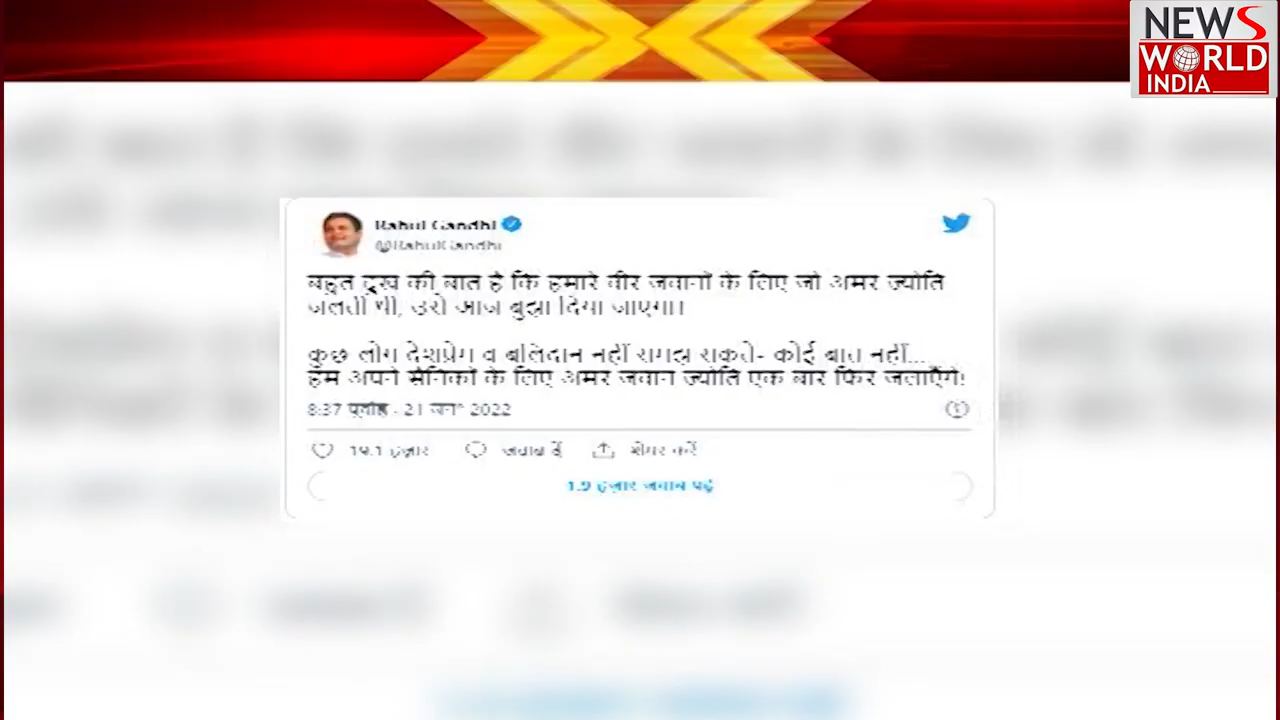 NEWS
WORLD
INDIA
Rahul Gandhi
@RahulGandhi
बहुत दुख की बात है कि हमारे वीर जवानों के लिए जो अमर ज्योति
जलती थी, उसे आज बुझा दिया जाएगा।
कुछ लोग देशप्रेम व बलिदान नहीं समझ सकते- कोई बात नहीं...
हम अपने सैनिकों के लिए अमर जवान ज्योति एक बार फिर जलाएँगे!
8:37 पूर्वाह्न - 21 जन॰ 2022
19.1 हज़ार जवाब दें शेयर करें
1.9 हज़ार जवाब पढ़ें